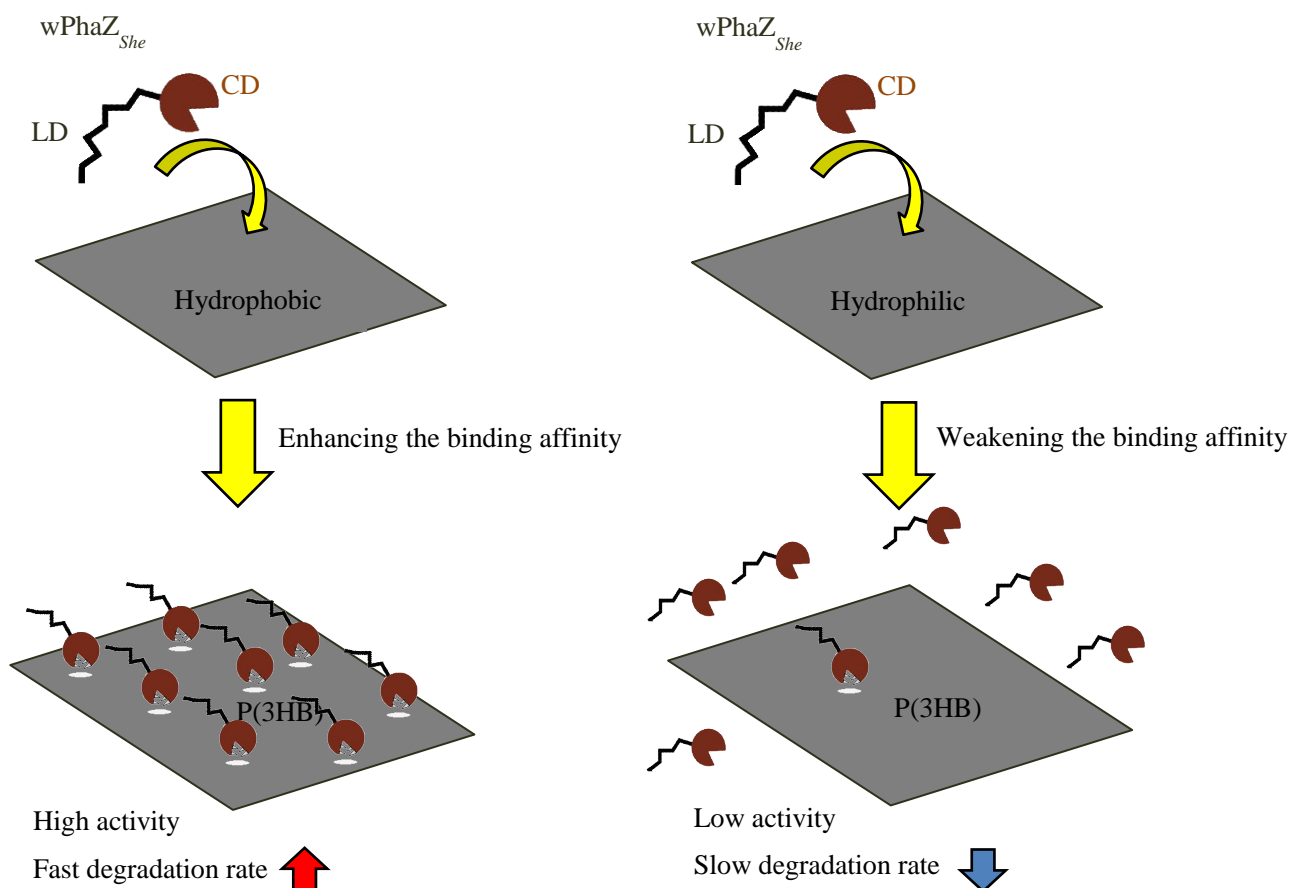 wPhaZShe
CD
LD
Hydrophobic
Enhancing the binding affinity
P(3HB)
High activity
Fast degradation rate
wPhaZShe
CD
LD
Hydrophilic
Weakening the binding affinity
P(3HB)
Low activity
Slow degradation rate